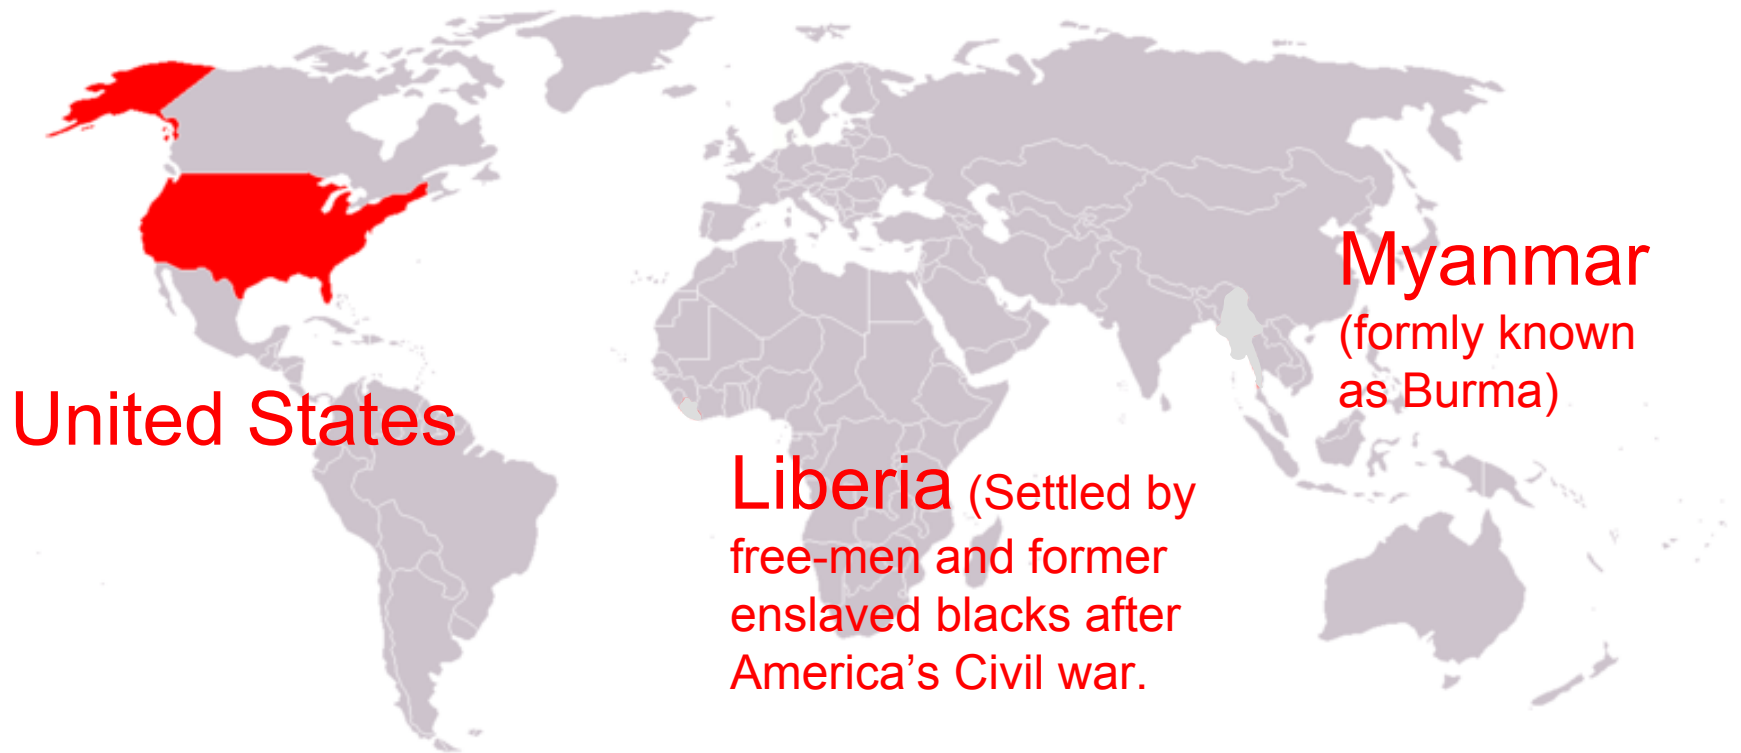 United States
Liberia (Settled by
free-men and former
enslaved blacks after
America’s Civil war.
Myanmar
(formly known
as Burma)